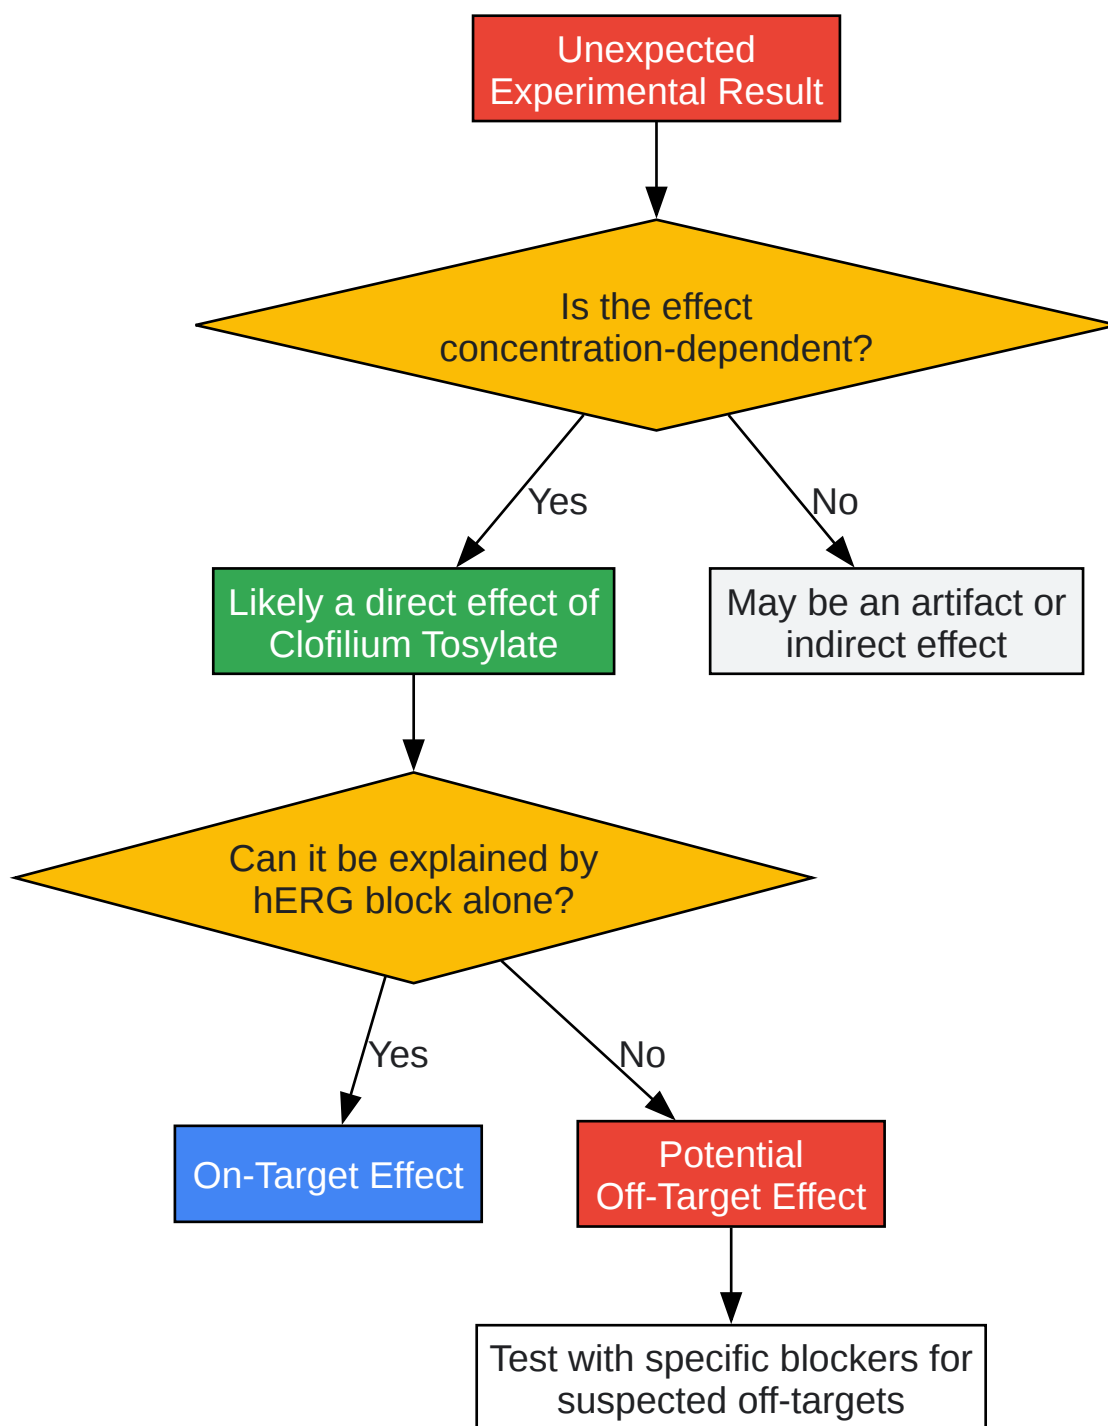 Unexpected
Experimental Result
Is the effect
concentration-dependent?
Yes
No
Likely a direct effect of
Clofilium Tosylate
May be an artifact or
indirect effect
Can it be explained by
hERG block alone?
Yes
No
On-Target Effect
Potential
Off-Target Effect
Test with specific blockers for
suspected off-targets